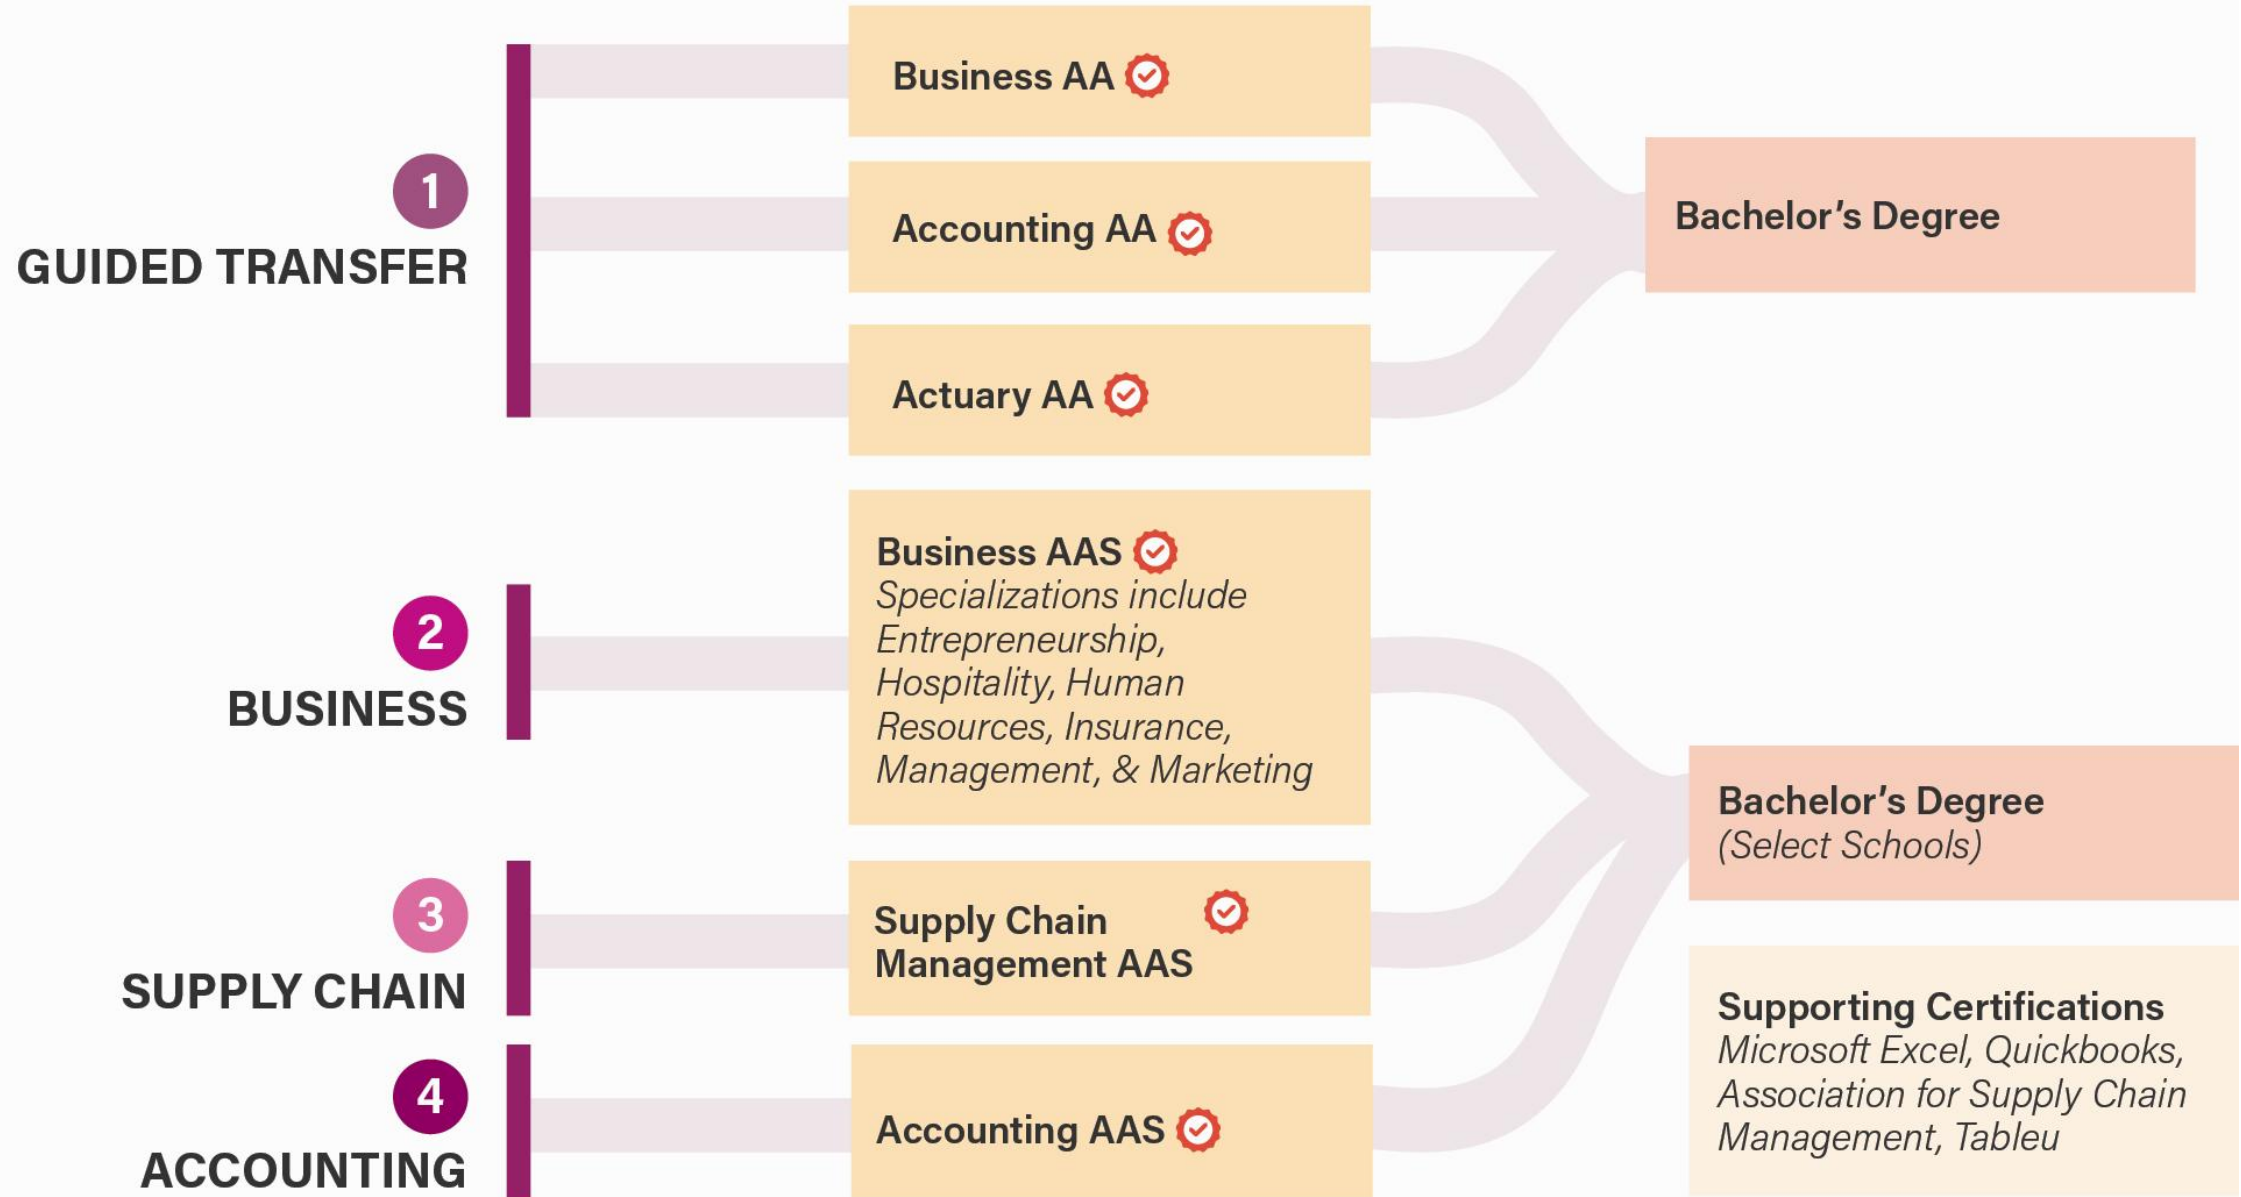 1
GUIDED TRANSFER
Business AA
Accounting AA
Actuary AA
Bachelor’s Degree
2
BUSINESS
Business AAS
Specializations include
Entrepreneurship,
Hospitality, Human
Resources, Insurance,
Management, & Marketing
3
SUPPLY CHAIN
Supply Chain
Management AAS
4
ACCOUNTING
Accounting AAS
Bachelor’s Degree
(Select Schools)
Supporting Certifications
Microsoft Excel, Quickbooks,
Association for Supply Chain
Management, Tableu